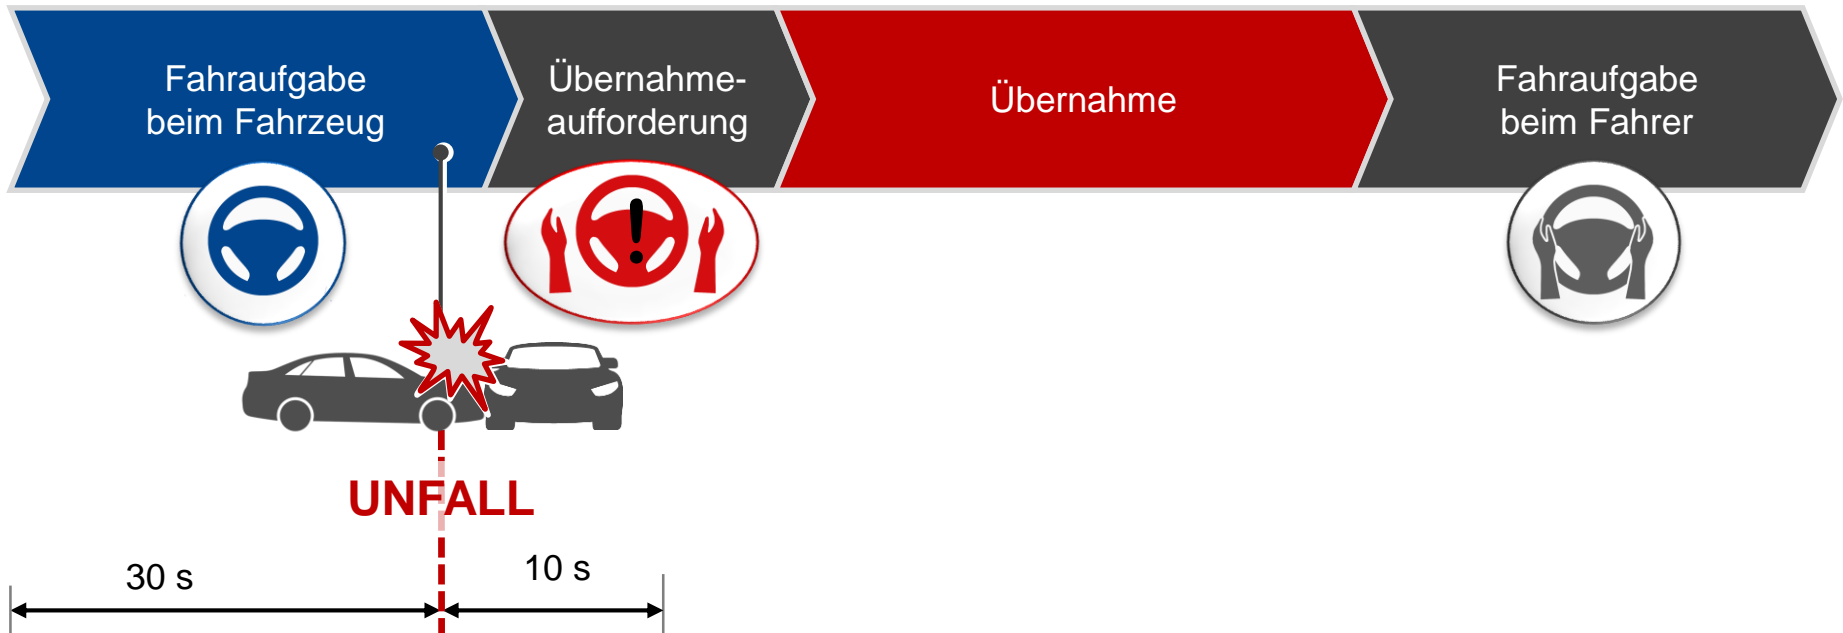 Fahraufgabe
beim Fahrzeug
Übernahme-
aufforderung
Übernahme
Fahraufgabe
beim Fahrer
!
UNFALL
30 s
10 s